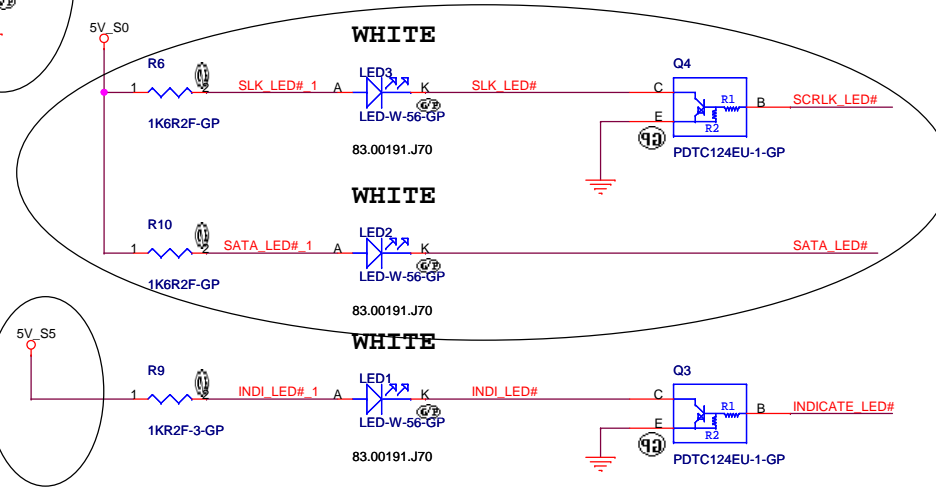 5V_S0
WHITE
R6
1
2
SLK_LED#_1
A
LED3
K
SLK_LED#
C
Q4
R1
B
SCRLK_LED#
E
R2
1K6R2F-GP
G/P
LED-W-56-GP
GP
PDTC124EU-1-GP
83.00191.J70
WHITE
R10
1
2
SATA_LED#_1
A
LED2
K
SATA_LED#
1K6R2F-GP
G/P
LED-W-56-GP
83.00191.J70
5V_S5
WHITE
R9
1
2
INDI_LED#_1
A
LED1
K
INDI_LED#
C
Q3
R1
B
INDICATE_LED#
E
R2
1KR2F-3-GP
G/P
LED-W-56-GP
GP
PDTC124EU-1-GP
83.00191.J70